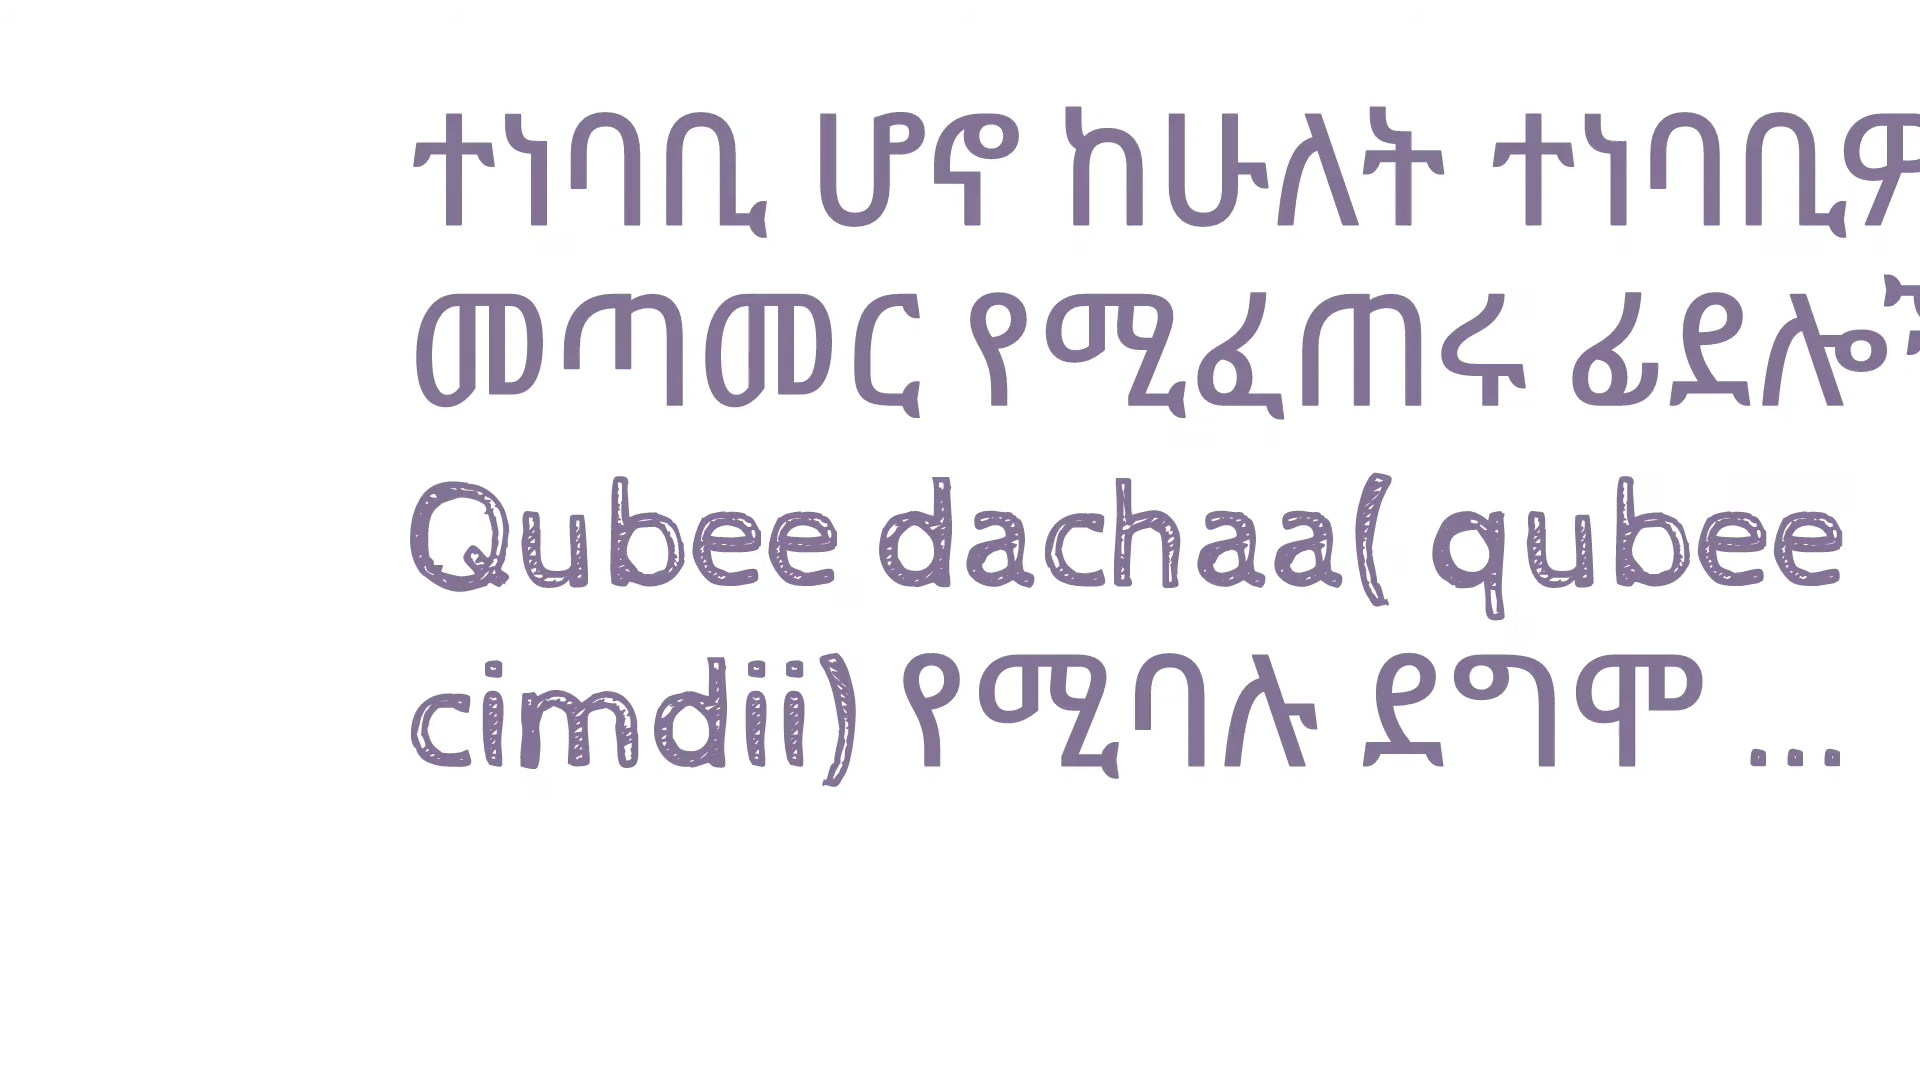 ተነባቢ ሆኖ ከሁለት
መጣመር የሚፈጠሩ
Qubee dachaa( qubee
cimdii) የሚባሉ ደግሞ ...